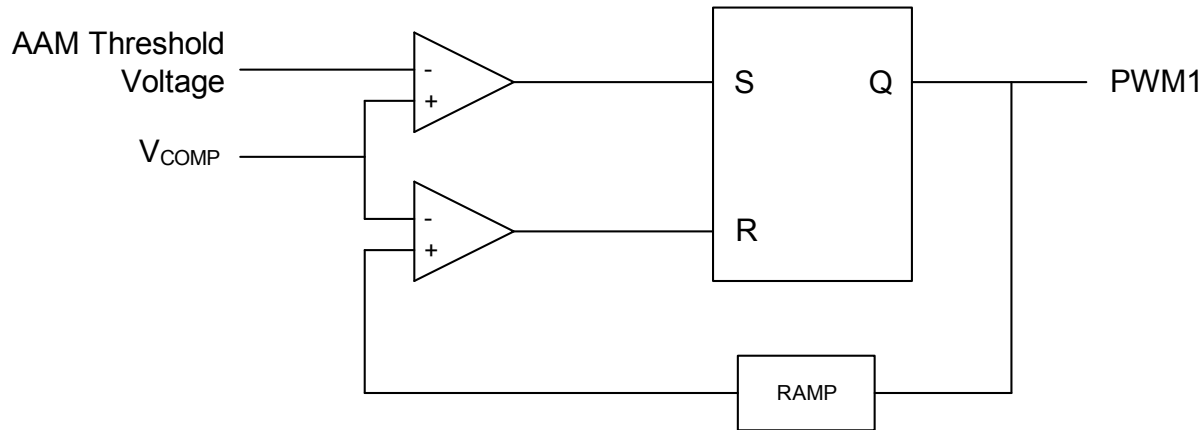 AAM Threshold
Voltage
-
+
S
Q
PWM1
VCOMP
-
+
R
RAMP